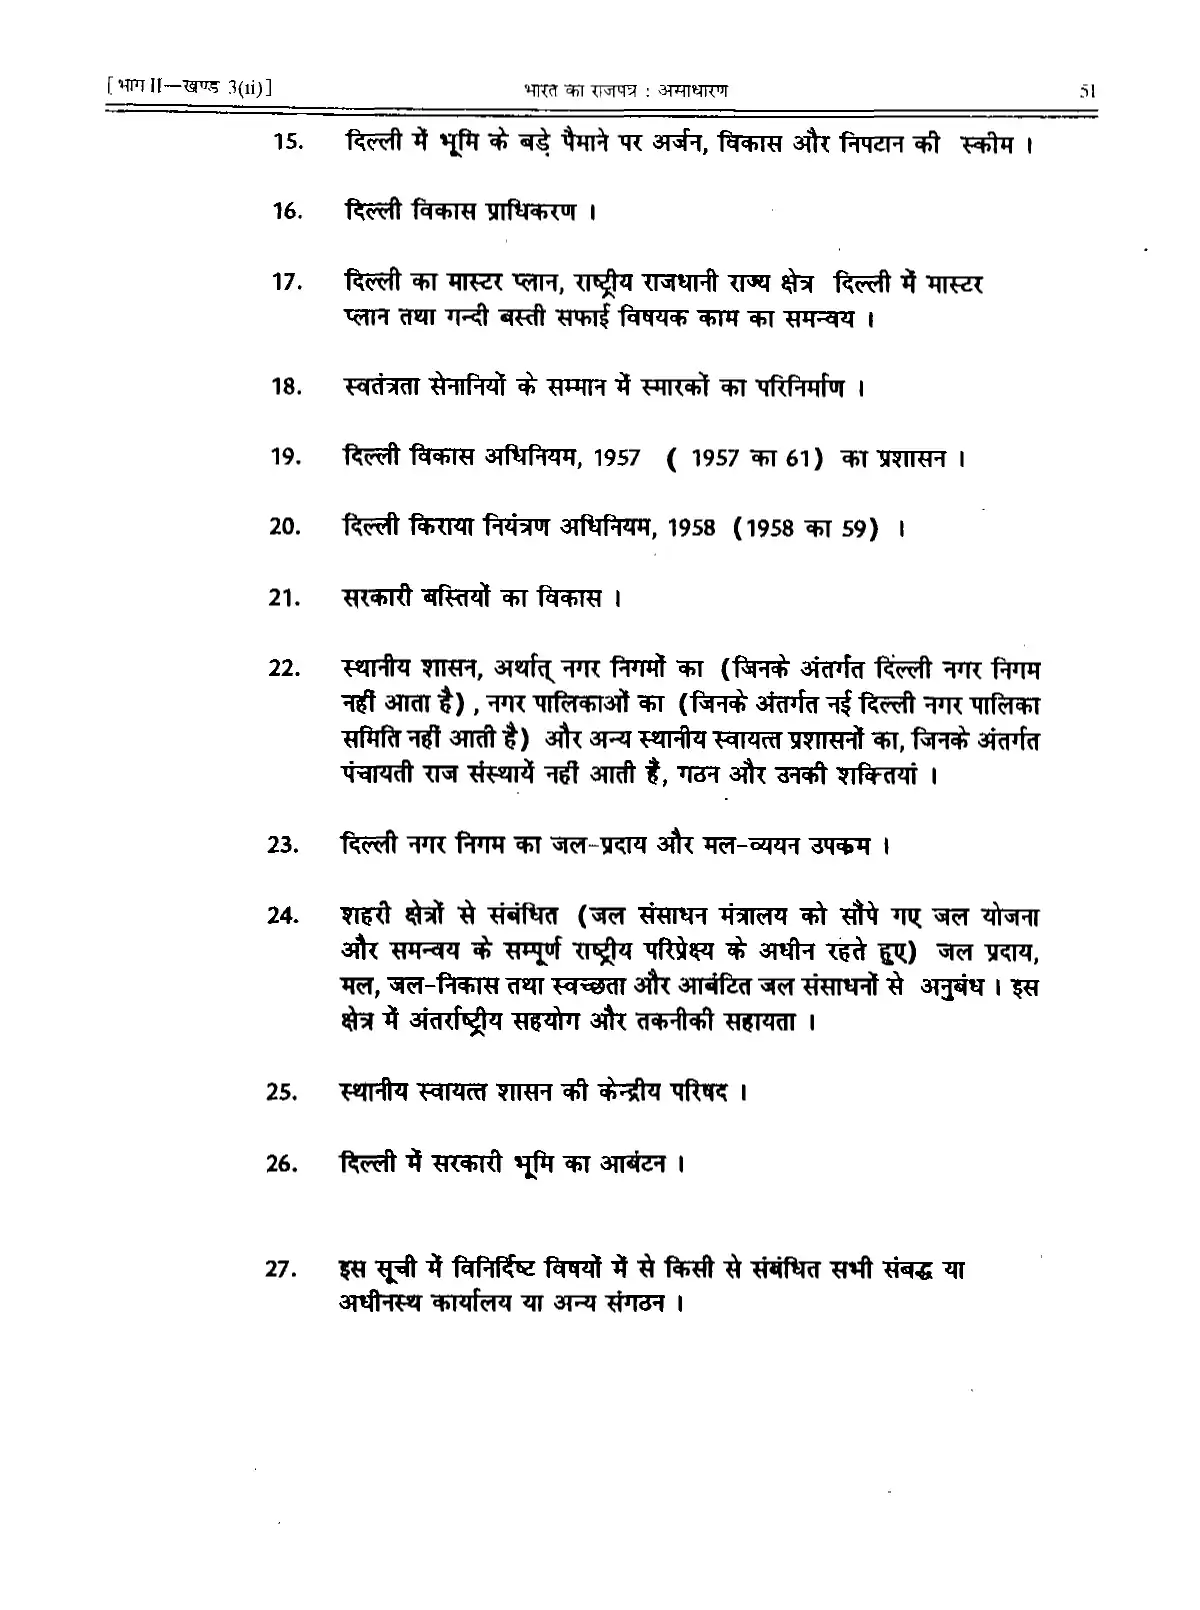 [ भाग II—खण्ड 3(ii) ] भारत का राजपत्र : असाधारण 51
15. दिल्ली में भूमि के बड़े पैमाने पर अर्जन, विकास और निपटान की स्कीम ।
16. दिल्ली विकास प्राधिकरण ।
17. दिल्ली का मास्टर प्लान, राष्ट्रीय राजधानी राज्य क्षेत्र दिल्ली में मास्टर
प्लान तथा गन्दी बस्ती सफाई विषयक काम का समन्वय ।
18. स्वतंत्रता सेनानियों के सम्मान में स्मारकों का परिनिर्माण ।
19. दिल्ली विकास अधिनियम, 1957 ( 1957 का 61) का प्रशासन ।
20. दिल्ली किराया नियंत्रण अधिनियम, 1958 (1958 का 59) ।
21. सरकारी बस्तियों का विकास ।
22. स्थानीय शासन, अर्थात् नगर निगमों का (जिनके अंतर्गत दिल्ली नगर निगम
नहीं आता है) , नगर पालिकाओं का (जिनके अंतर्गत नई दिल्ली नगर पालिका
समिति नहीं आती है) और अन्य स्थानीय स्वायत्त प्रशासनों का, जिनके अंतर्गत
पंचायती राज संस्थायें नहीं आती हैं, गठन और उनकी शक्तियां ।
23. दिल्ली नगर निगम का जल-प्रदाय और मल-व्ययन उपक्रम ।
24. शहरी क्षेत्रों से संबंधित (जल संसाधन मंत्रालय को सौंपे गए जल योजना
और समन्वय के सम्पूर्ण राष्ट्रीय परिप्रेक्ष्य के अधीन रहते हुए) जल प्रदाय,
मल, जल-निकास तथा स्वच्छता और आबंटित जल संसाधनों से अनुबंध । इस
क्षेत्र में अंतर्राष्ट्रीय सहयोग और तकनीकी सहायता ।
25. स्थानीय स्वायत्त शासन की केन्द्रीय परिषद ।
26. दिल्ली में सरकारी भूमि का आबंटन ।
27. इस सूची में विनिर्दिष्ट विषयों में से किसी से संबंधित सभी संबद्ध या
अधीनस्थ कार्यालय या अन्य संगठन ।